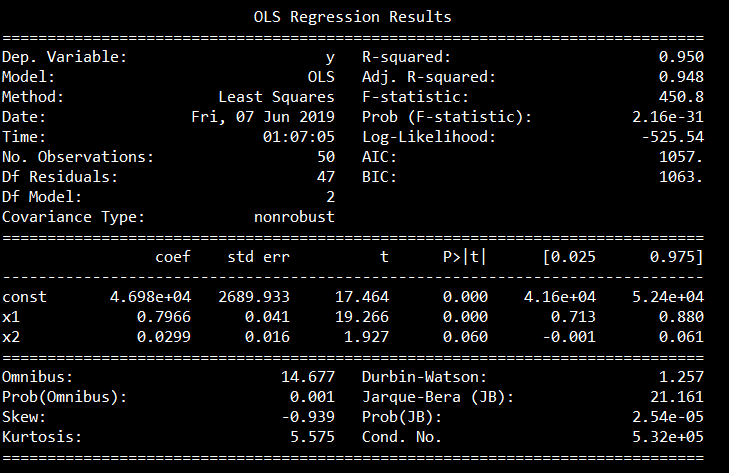 OLS Regression Results
==============================================================================
Dep. Variable:                      y   R-squared:                       0.950
Model:                            OLS   Adj. R-squared:                  0.948
Method:                 Least Squares   F-statistic:                     450.8
Date:                Fri, 07 Jun 2019   Prob (F-statistic):           2.16e-31
Time:                        01:07:05   Log-Likelihood:                -525.54
No. Observations:                  50   AIC:                             1057.
Df Residuals:                      47   BIC:                             1063.
Df Model:                           2
Covariance Type:            nonrobust
==============================================================================
                 coef    std err          t      P>|t|      [0.025      0.975]
------------------------------------------------------------------------------
const       4.698e+04   2689.933     17.464      0.000    4.16e+04    5.24e+04
x1             0.7966      0.041     19.266      0.000       0.713       0.880
x2             0.0299      0.016      1.927      0.060      -0.001       0.061
==============================================================================
Omnibus:                       14.677   Durbin-Watson:                   1.257
Prob(Omnibus):                  0.001   Jarque-Bera (JB):               21.161
Skew:                          -0.939   Prob(JB):                     2.54e-05
Kurtosis:                       5.575   Cond. No.                     5.32e+05
==============================================================================